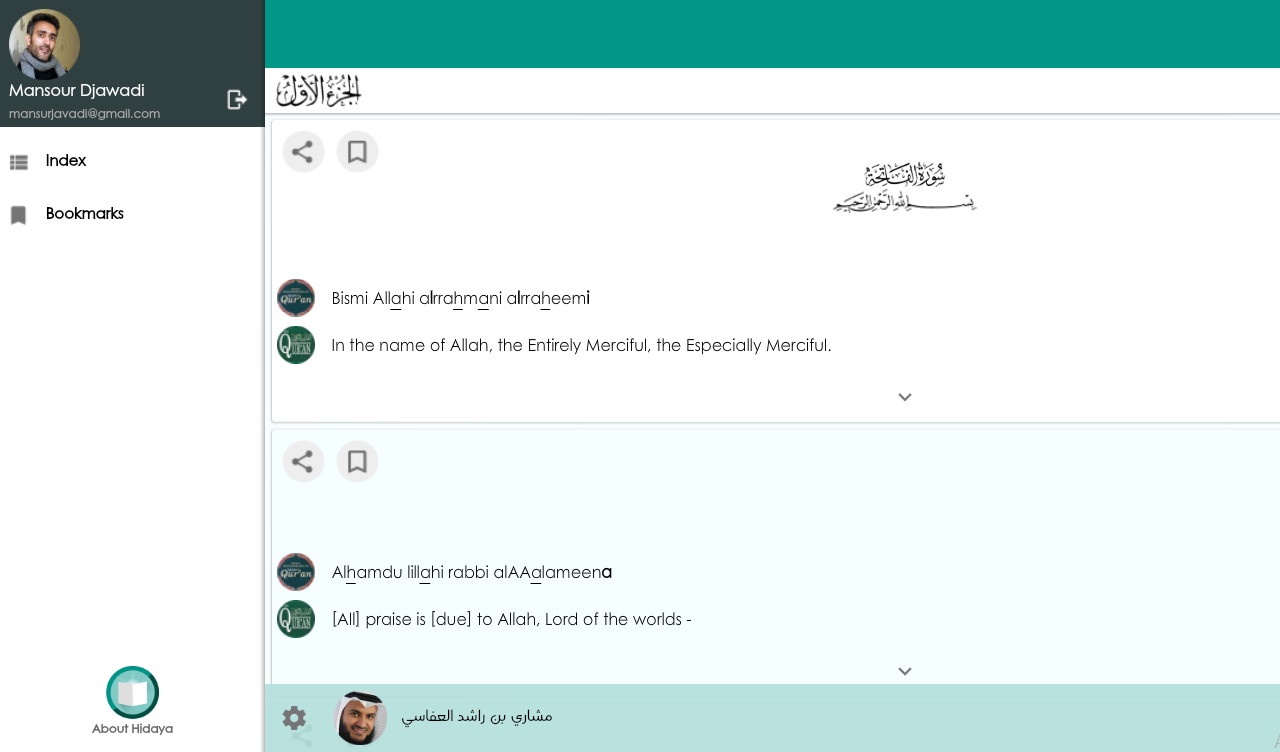 Mansour Djawadi
mansurjavadi@gmail.com
Index
Bookmarks
About Hidaya
الجزء الأول
سورة الفاتحة
بسم الله الرحمن الرحيم
Bismi Allahi alrrahmani alrraheemi
In the name of Allah, the Entirely Merciful, the Especially Merciful.
Alhamdu lillahi rabbi alAAalameena
[All] praise is [due] to Allah, Lord of the worlds -
مشاري بن راشد العفاسي